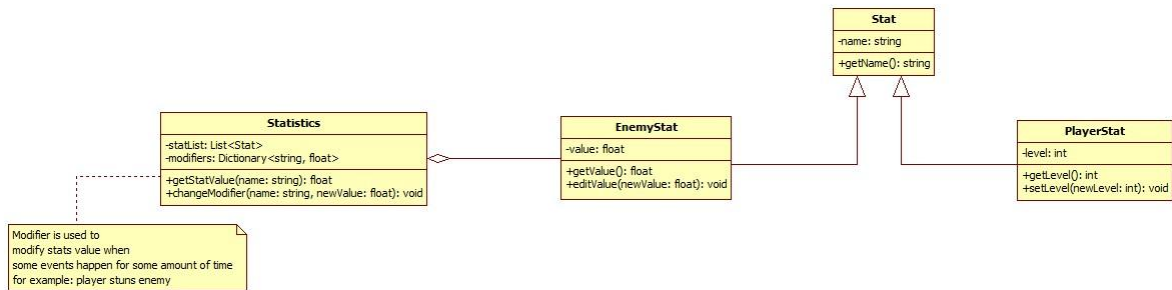 Stat
-name: string
+getName(): string
Statistics
-statList: List<Stat>
-modifiers: Dictionary<string, float>
+getStatValue(name: string): float
+changeModifier(name: string, newValue: float): void
EnemyStat
-value: float
+getValue(): float
+editValue(newValue: float): void
PlayerStat
-level: int
+getLevel(): int
+setLevel(newLevel: int): void
Modifier is used to
modify stats value when
some events happen for some amount of time
for example: player stuns enemy